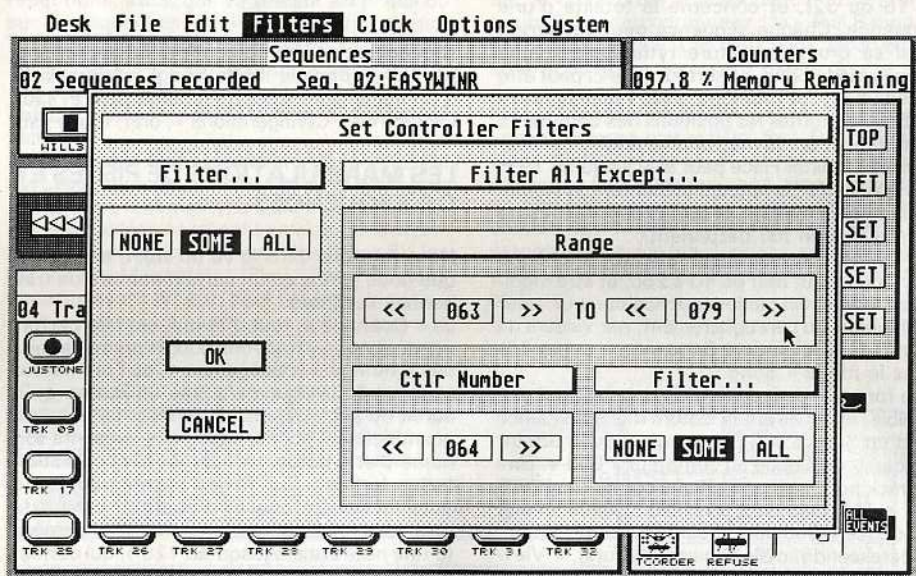 Desk File Edit Filters Clock Options System
Sequences
Counters
02 Sequences recorded Seq. 02:EASYWINR
097.8 % Memory Remaining
Set Controller Filters
TOP
Filter...
Filter All Except...
SET
NONE SOME ALL
Range
SET
<< 063 >> TO << 079 >>
SET
04 Tra
SET
OK
JUSTONE
Ctlr Number
Filter...
CANCEL
TRK 09
<< 064 >>
NONE SOME ALL
TRK 17
ALL
EVENTS
TRK 25 TRK 26 TRK 27 TRK 28 TRK 29 TRK 30 TRK 31 TRK 32
TCORDER REFUSE